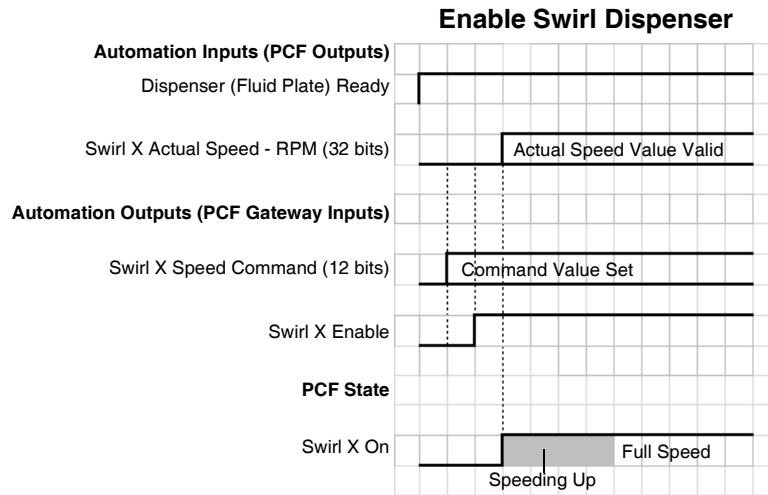 Enable Swirl Dispenser
Automation Inputs (PCF Outputs)
Dispenser (Fluid Plate) Ready
Swirl X Actual Speed - RPM (32 bits)
Actual Speed Value Valid
Automation Outputs (PCF Gateway Inputs)
Swirl X Speed Command (12 bits)
Command Value Set
Swirl X Enable
PCF State
Swirl X On
Full Speed
Speeding Up